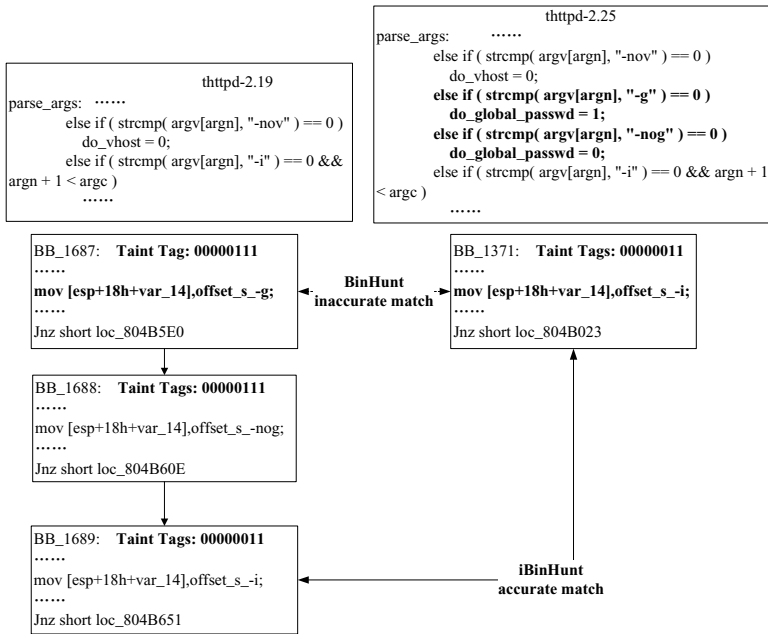 thttpd-2.19
parse_args: ……
else if ( strcmp( argv[argn], "-nov" ) == 0 )
do_vhost = 0;
else if ( strcmp( argv[argn], "-i" ) == 0 &&
argn + 1 < argc )
……
thttpd-2.25
parse_args: ……
else if ( strcmp( argv[argn], "-nov" ) == 0 )
do_vhost = 0;
else if ( strcmp( argv[argn], "-g" ) == 0 )
do_global_passwd = 1;
else if ( strcmp( argv[argn], "-nog" ) == 0 )
do_global_passwd = 0;
else if ( strcmp( argv[argn], "-i" ) == 0 && argn + 1
< argc )
……
BB_1687: Taint Tag: 00000111
……
mov [esp+18h+var_14],offset_s_-g;
……
Jnz short loc_804B5E0
BinHunt
inaccurate match
BB_1371: Taint Tags: 00000011
……
mov [esp+18h+var_14],offset_s_-i;
……
Jnz short loc_804B023
BB_1688: Taint Tags: 00000111
……
mov [esp+18h+var_14],offset_s_-nog;
……
Jnz short loc_804B60E
BB_1689: Taint Tags: 00000011
……
mov [esp+18h+var_14],offset_s_-i;
……
Jnz short loc_804B651
iBinHunt
accurate match